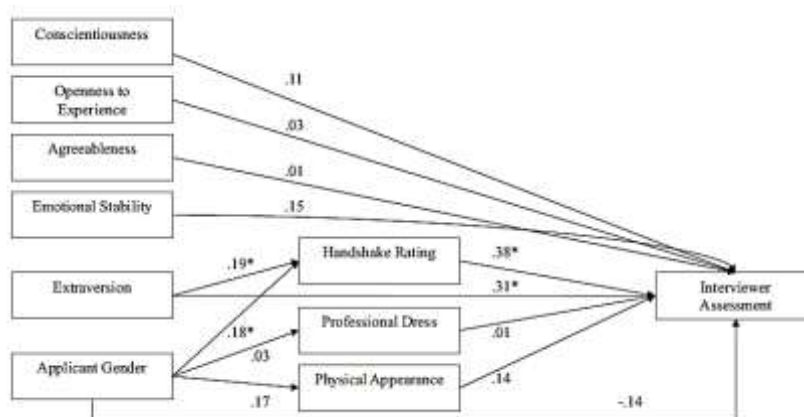 Conscientiousness
.11
Openness to
Experience
.03
Agreeableness
.01
Emotional Stability
.15
Handshake Rating
.19*
.38*
Extraversion
.31*
Interviewer
Assessment
Professional Dress
.18*
.03
.01
Applicant Gender
Physical Appearance
.14
.17
-.14